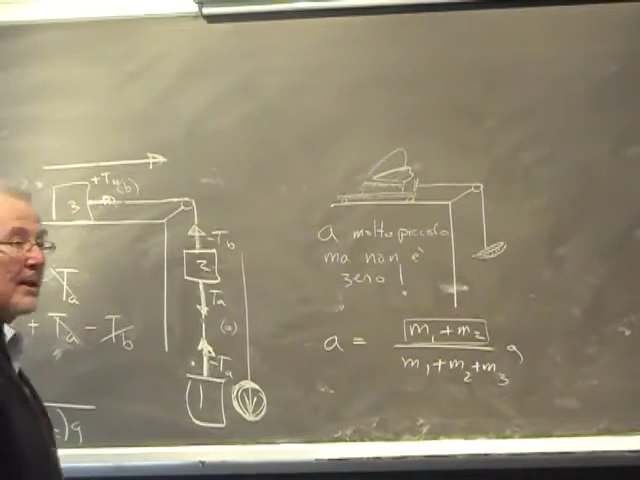 3
-T_b
2
T_a
(a)
-T_a
1
T_a
+ T_a - T_b
)g
a molto piccolo
ma non è
zero!
a = \frac{m_1 + m_2}{m_1 + m_2 + m_3} g